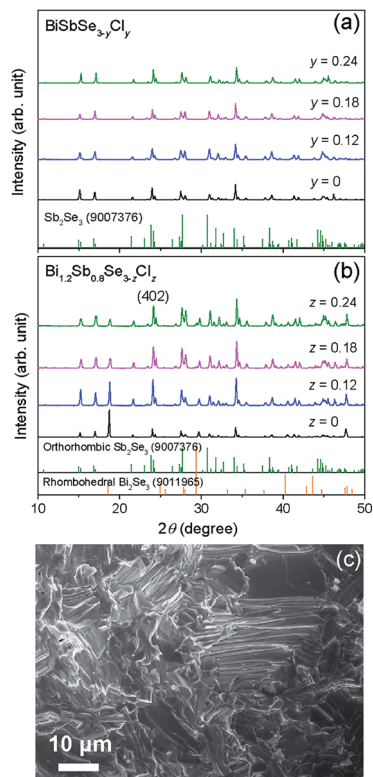 BiSbSe3-yCly
(a)
Intensity (arb. unit)
y = 0.24
y = 0.18
y = 0.12
y = 0
Sb2Se3 (9007376)
Bi1.2Sb0.8Se3-zClz
(b)
(402)
Intensity (arb. unit)
z = 0.24
z = 0.18
z = 0.12
z = 0
Orthorhombic Sb2Se3 (9007376)
Rhombohedral Bi2Se3 (9011965)
10 20 30 40 50
2θ (degree)
(c)
10 µm